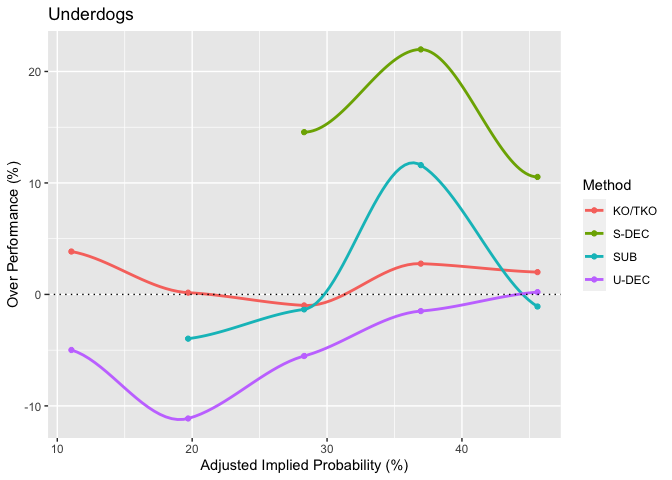 Underdogs
Over Performance (%)
20
10
0
-10
10
20
30
40
Adjusted Implied Probability (%)
Method
KO/TKO
S-DEC
SUB
U-DEC